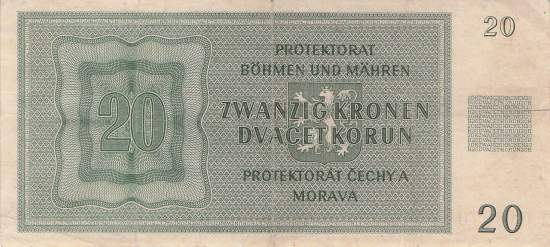 20
PROTEKTORAT
BÖHMEN UND MÄHREN
20
ZWANZIG KRONEN
DVACET KORUN
PROTEKTORÁT ČECHY A
MORAVA
20